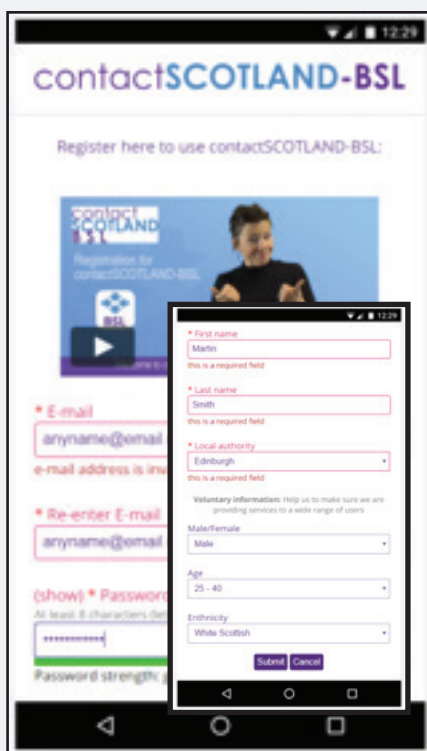 12:29
contactSCOTLAND-BSL
Register here to use contactSCOTLAND-BSL:
contact
SCOTLAND
BSL
Registration for
contactSCOTLAND-BSL
BSL
* E-mail
anyname@email
e-mail address is
* Re-enter E-mail
anyname@email
(show) * Password
At least 8 characters
Password strength:
12:29
* First name
Martin
this is a required field
* Last name
Smith
this is a required field
* Local authority
Edinburgh
this is a required field
Voluntary information: Help us to make sure we are
providing services to a wide range of users
Male/Female
Male
Age
25 - 40
Enthnicity
White Scottish
Submit Cancel